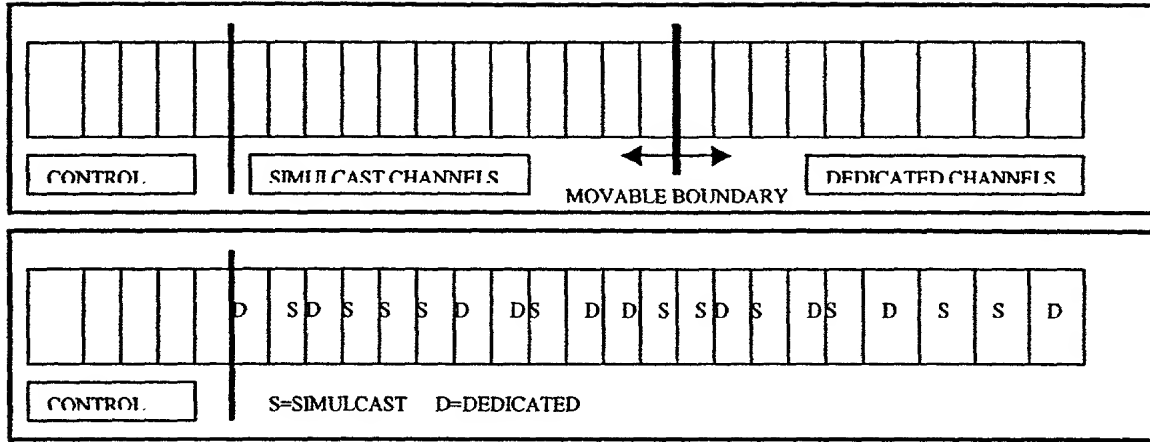 CONTROL
SIMULCAST CHANNELS
DEDICATED CHANNELS
MOVABLE BOUNDARY
D S D S S S D D S D D S S D S D S D S S D
CONTROL
S=SIMULCAST D=DEDICATED